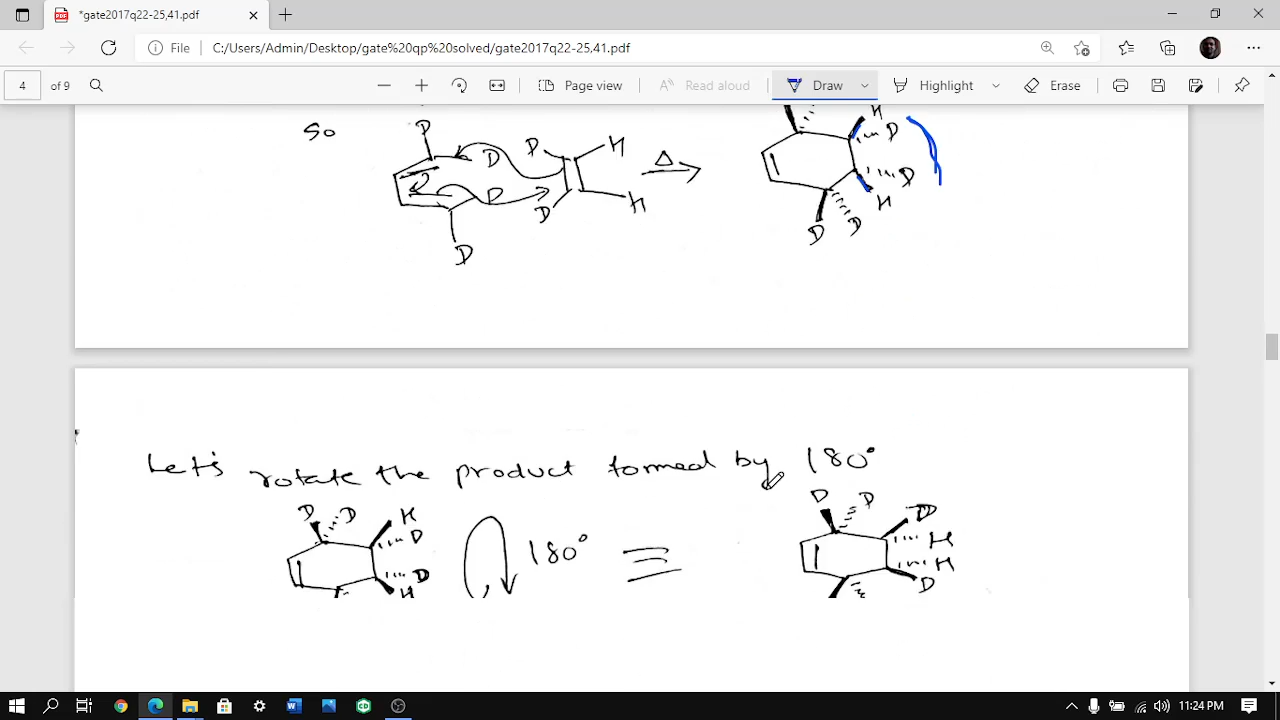 *gate2017q22-25,41.pdf
File C:/Users/Admin/Desktop/gate%20qp%20solved/gate2017q22-25,41.pdf
4 of 9 Page view Read aloud Draw Highlight Erase
So
D D D D
D H D H
Δ
H D D H D D
Let's rotate the product formed by 180°
D D H D D H
180°
D D D H H D
11:24 PM